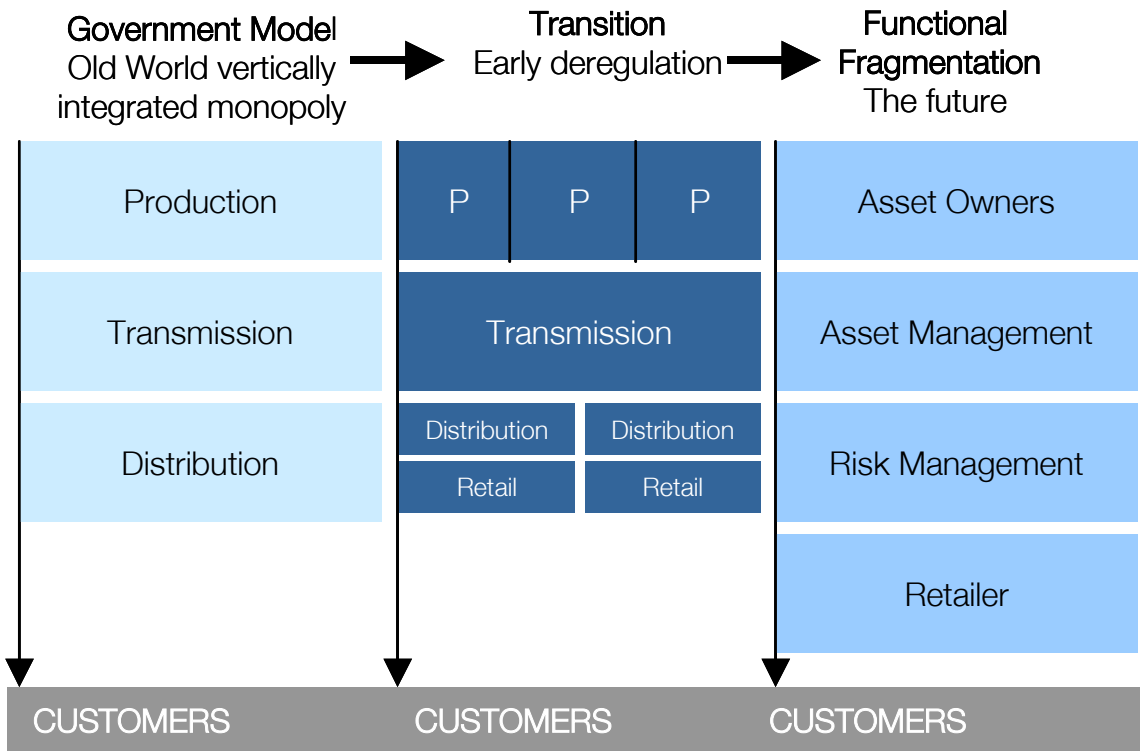 Government Model
Old World vertically
integrated monopoly
Transition
Early deregulation
Functional
Fragmentation
The future
Production
Transmission
Distribution
P
P
P
Transmission
Distribution
Distribution
Retail
Retail
Asset Owners
Asset Management
Risk Management
Retailer
CUSTOMERS
CUSTOMERS
CUSTOMERS